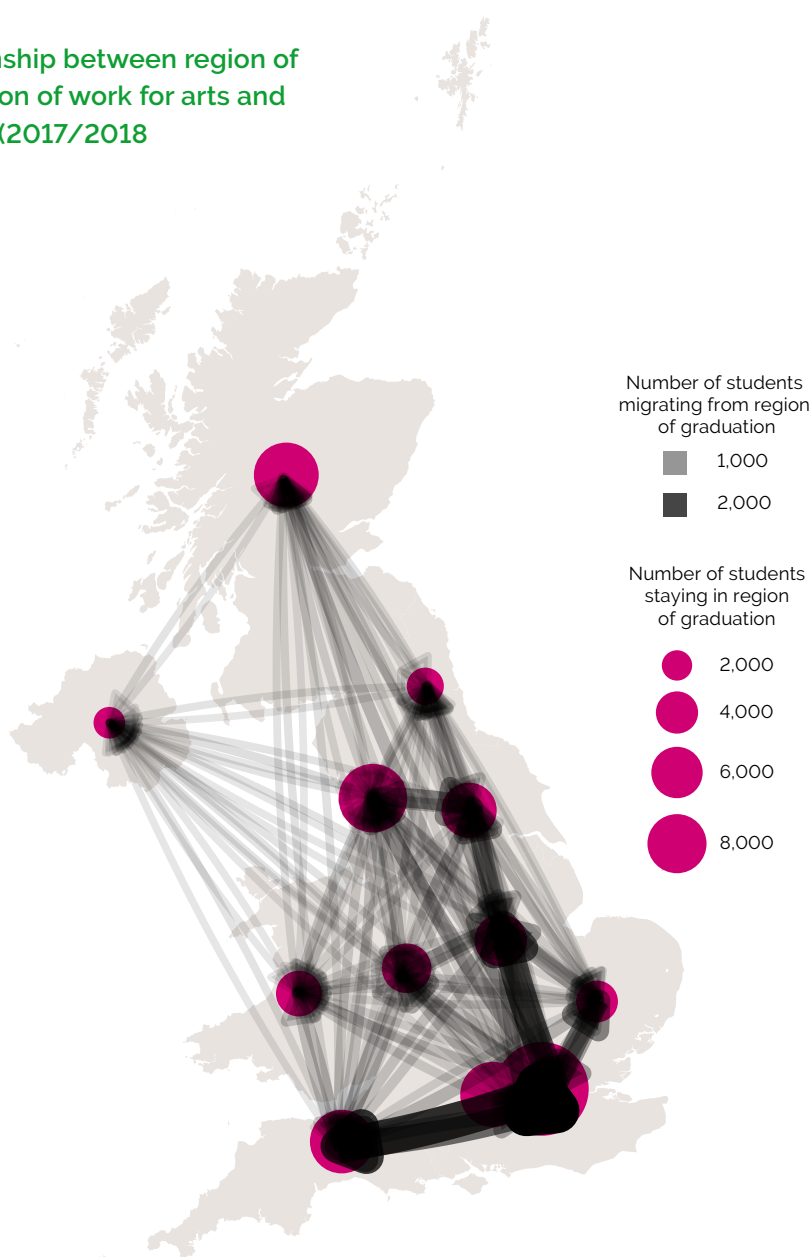 nship between region of
on of work for arts and
(2017/2018
Number of students
migrating from region
of graduation
1,000
2,000
Number of students
staying in region
of graduation
2,000
4,000
6,000
8,000